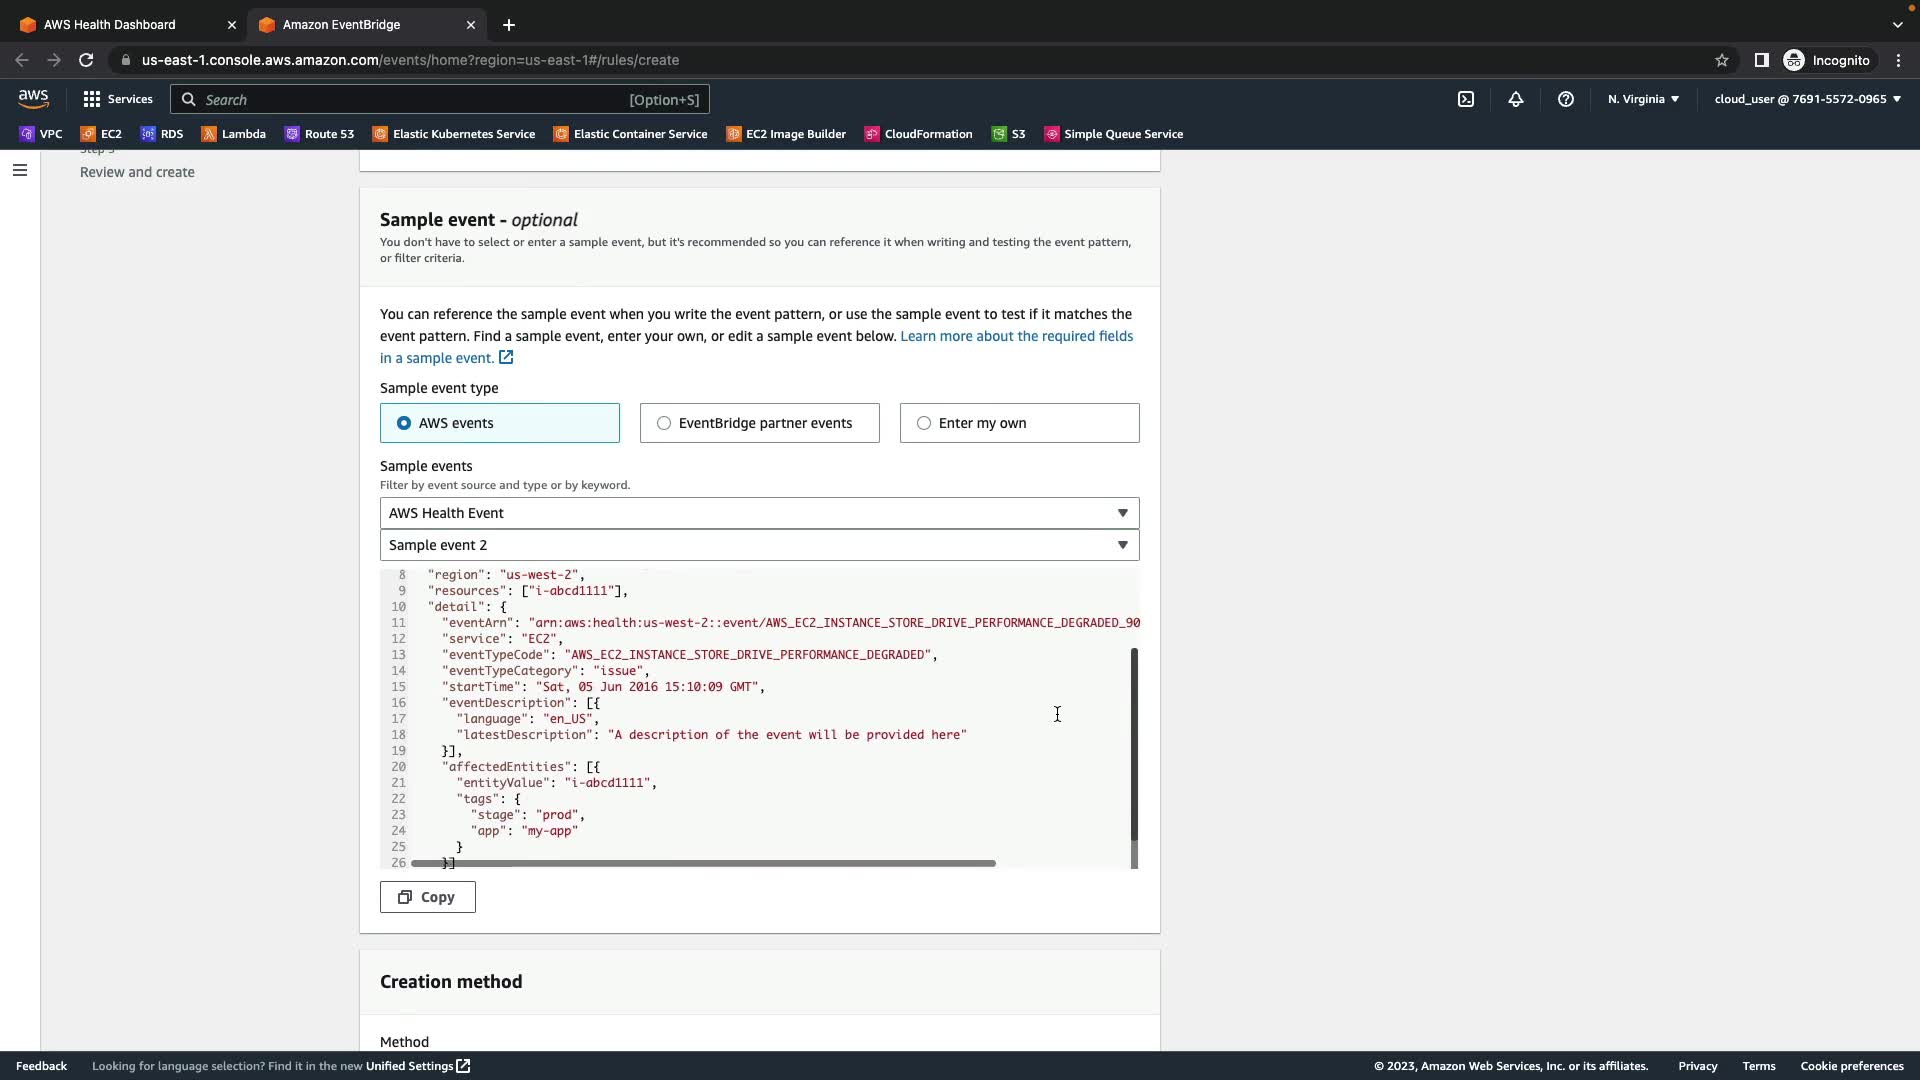 AWS Health Dashboard
Amazon EventBridge
us-east-1.console.aws.amazon.com/events/home?region=us-east-1#/rules/create
Incognito
aws
Services
Search
[Option+S]
N. Virginia
cloud_user @ 7691-5572-0965
VPC
EC2
RDS
Lambda
Route 53
Elastic Kubernetes Service
Elastic Container Service
EC2 Image Builder
CloudFormation
S3
Simple Queue Service
Review and create
Sample event - optional
You don't have to select or enter a sample event, but it's recommended so you can reference it when writing and testing the event pattern,
or filter criteria.
You can reference the sample event when you write the event pattern, or use the sample event to test if it matches the
event pattern. Find a sample event, enter your own, or edit a sample event below. Learn more about the required fields
in a sample event.
Sample event type
AWS events
EventBridge partner events
Enter my own
Sample events
Filter by event source and type or by keyword.
AWS Health Event
Sample event 2
8 "region": "us-west-2",
9 "resources": ["i-abcd1111"],
10 "detail": {
11 "eventArn": "arn:aws:health:us-west-2::event/AWS_EC2_INSTANCE_STORE_DRIVE_PERFORMANCE_DEGRADED_90
12 "service": "EC2",
13 "eventTypeCode": "AWS_EC2_INSTANCE_STORE_DRIVE_PERFORMANCE_DEGRADED",
14 "eventTypeCategory": "issue",
15 "startTime": "Sat, 05 Jun 2016 15:10:09 GMT",
16 "eventDescription": [{
17 "language": "en_US",
18 "latestDescription": "A description of the event will be provided here"
19 }],
20 "affectedEntities": [{
21 "entityValue": "i-abcd1111",
22 "tags": {
23 "stage": "prod",
24 "app": "my-app"
25 }
26 }]
Copy
Creation method
Method
Feedback
Looking for language selection? Find it in the new Unified Settings
© 2023, Amazon Web Services, Inc. or its affiliates.
Privacy
Terms
Cookie preferences